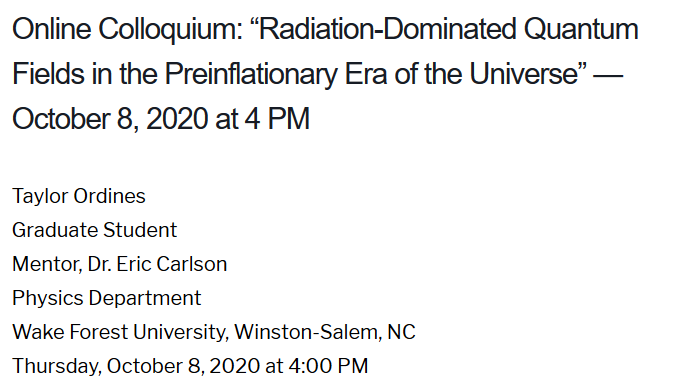 Online Colloquium: “Radiation-Dominated Quantum
Fields in the Preinflationary Era of the Universe” —
October 8, 2020 at 4 PM
Taylor Ordines
Graduate Student
Mentor, Dr. Eric Carlson
Physics Department
Wake Forest University, Winston-Salem, NC
Thursday, October 8, 2020 at 4:00 PM